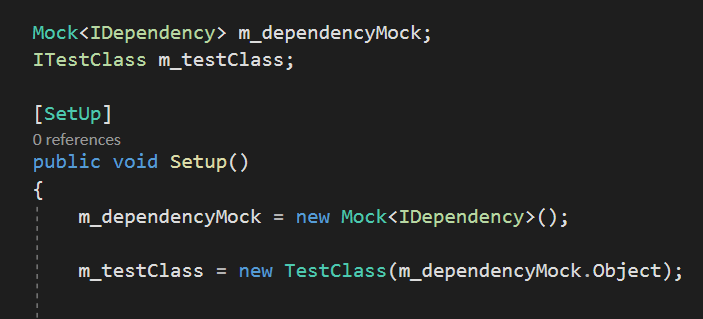 Mock<IDependency> m_dependencyMock;
ITestClass m_testClass;
[SetUp]
0 references
public void Setup()
{
m_dependencyMock = new Mock<IDependency>();
m_testClass = new TestClass(m_dependencyMock.Object);